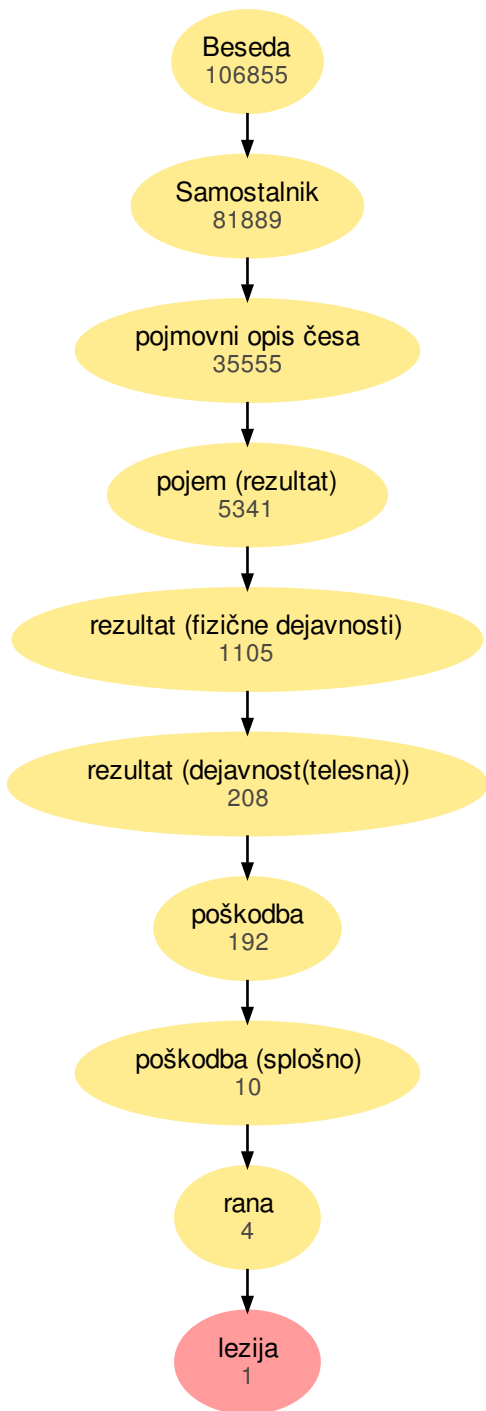 Beseda
106855
Samostalnik
81889
pojmovni opis česa
35555
pojem (rezultat)
5341
rezultat (fizične dejavnosti)
1105
rezultat (dejavnost(telesna))
208
poškodba
192
poškodba (splošno)
10
rana
4
lezija
1